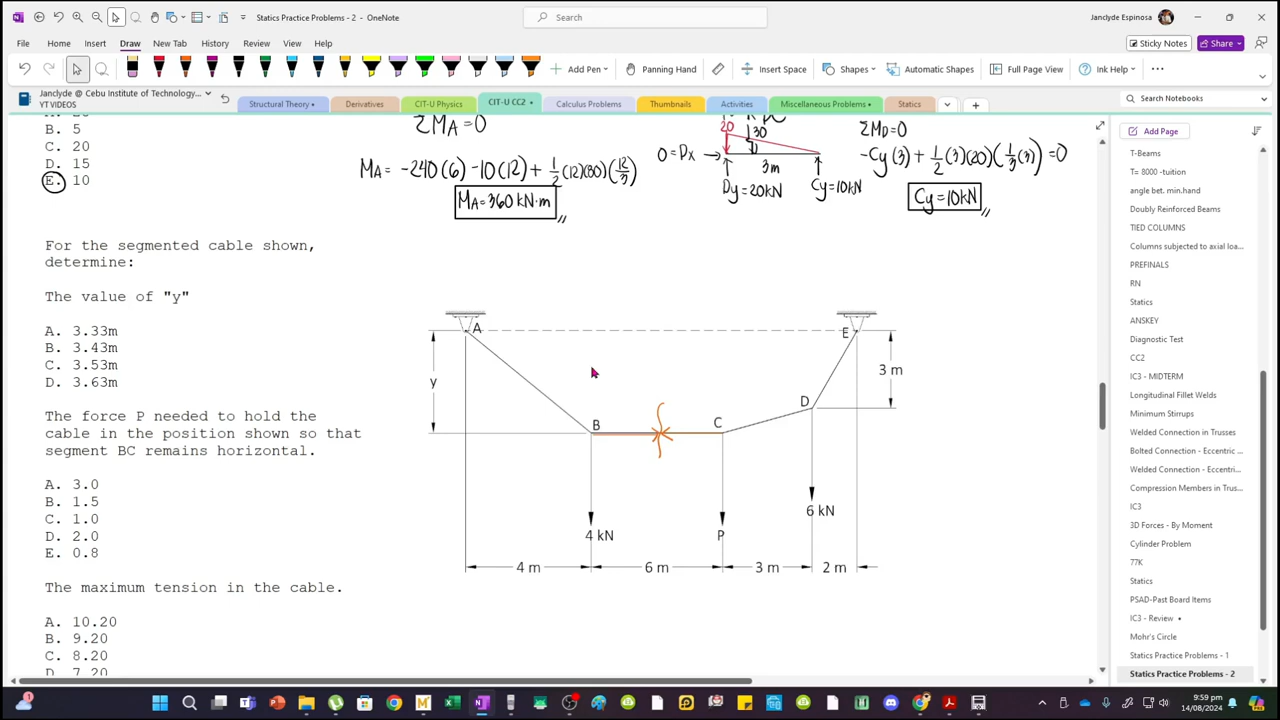 Statics Practice Problems - 2 - OneNote
Search
Janclyde Espinosa
File Home Insert Draw New Tab History Review View Help
Sticky Notes
Share
Add Pen
Panning Hand
Insert Space
Shapes
Automatic Shapes
Full Page View
Ink Help
Janclyde @ Cebu Institute of Technology...
YT VIDEOS
Structural Theory
Derivatives
CIT-U Physics
CIT-U CC2
Calculus Problems
Thumbnails
Activities
Miscellaneous Problems
Statics
Search Notebooks
Add Page
B. 5
C. 20
D. 15
E. 10
ΣMA=0
MA= -240(6) -10(12) + 1/2(12)(80)(12/3)
MA=360 kN·m
20
30
0=Dx
3m
Dy=20kN
Cy=10kN
ΣMD=0
-Cy(3) + 1/2(3)(20)(1/3(3)) =0
Cy=10kN
For the segmented cable shown,
determine:
The value of "y"
A. 3.33m
B. 3.43m
C. 3.53m
D. 3.63m
The force P needed to hold the
cable in the position shown so that
segment BC remains horizontal.
A. 3.0
B. 1.5
C. 1.0
D. 2.0
E. 0.8
The maximum tension in the cable.
A. 10.20
B. 9.20
C. 8.20
D. 7.20
A
E
y
3 m
D
B
C
6 kN
4 kN
P
4 m
6 m
3 m
2 m
T-Beams
T= 8000 -tuition
angle bet. min.hand
Doubly Reinforced Beams
TIED COLUMNS
Columns subjected to axial loa...
PREFINALS
RN
Statics
ANSKEY
Diagnostic Test
CC2
IC3 - MIDTERM
Longitudinal Fillet Welds
Minimum Stirrups
Welded Connection in Trusses
Bolted Connection - Eccentric ...
Welded Connection - Eccentri...
Compression Members in Trus...
IC3
3D Forces - By Moment
Cylinder Problem
77K
Statics
PSAD-Past Board Items
IC3 - Review
Mohr's Circle
Statics Practice Problems - 1
Statics Practice Problems - 2
1
9:59 pm
14/08/2024